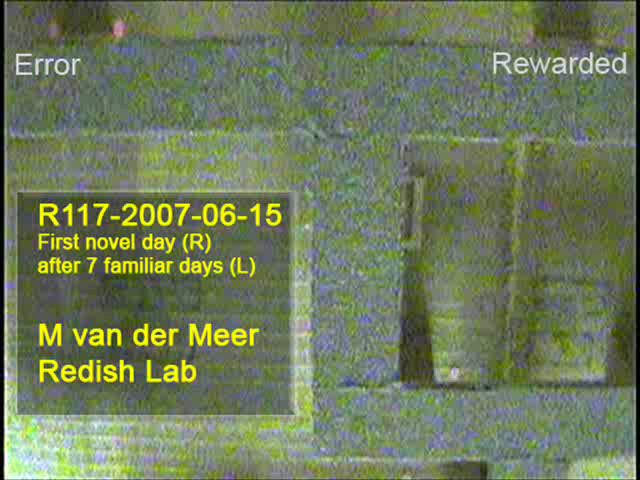 Error
Rewarded
R117-2007-06-15
First novel day (R)
after 7 familiar days (L)
M van der Meer
Redish Lab